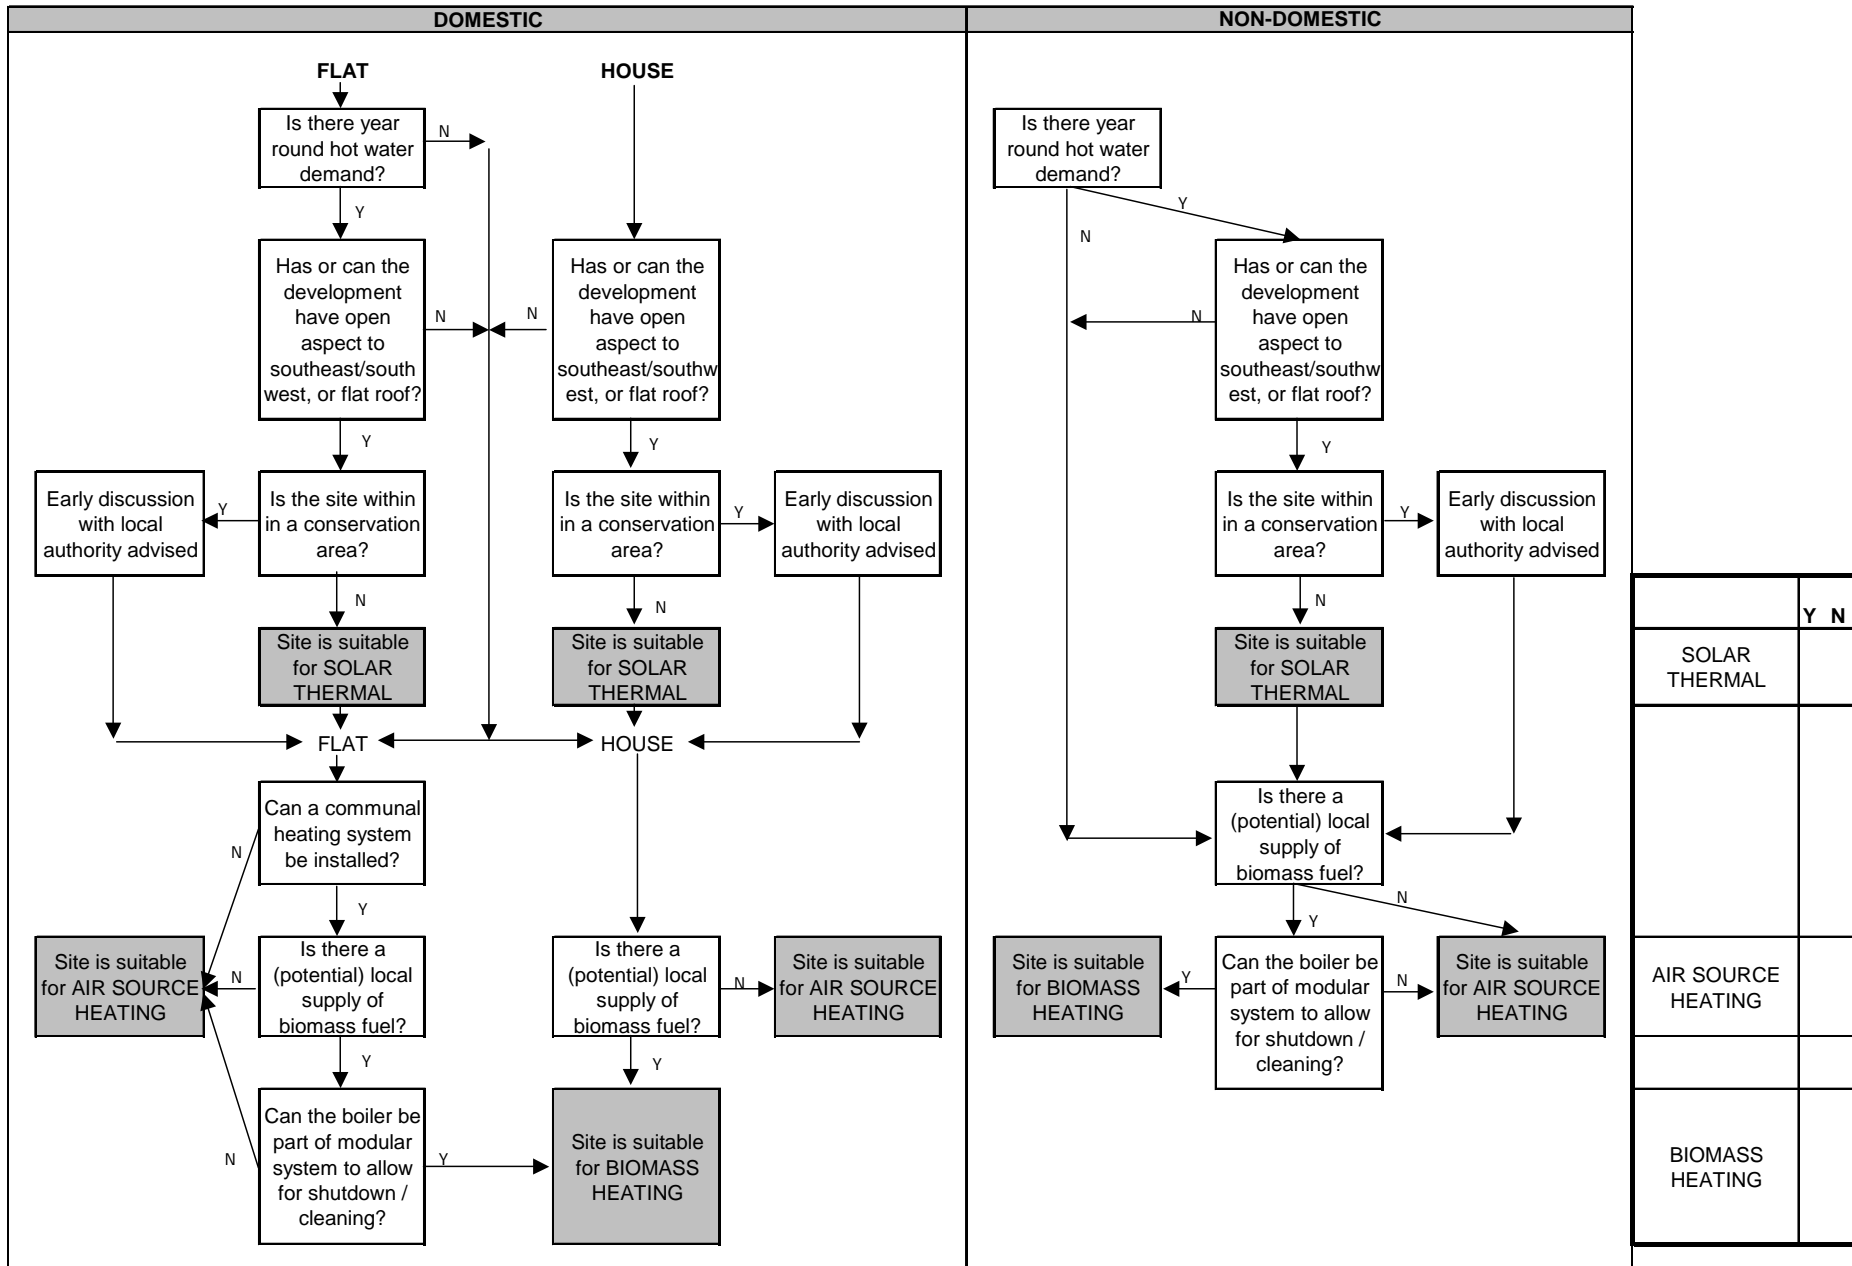 DOMESTIC
NON-DOMESTIC
FLAT
HOUSE
Is there year
round hot water
demand?
N
Y
Has or can the
development
have open
aspect to
southeast/south
west, or flat roof?
N
Y
N
Has or can the
development
have open
aspect to
southeast/southw
est, or flat roof?
Y
Early discussion
with local
authority advised
Y
Is the site within
in a conservation
area?
N
Is the site within
in a conservation
area?
Y
N
Early discussion
with local
authority advised
Site is suitable
for SOLAR
THERMAL
Site is suitable
for SOLAR
THERMAL
FLAT
HOUSE
Can a communal
heating system
be installed?
N
Y
Site is suitable
for AIR SOURCE
HEATING
N
Is there a
(potential) local
supply of
biomass fuel?
Y
Is there a
(potential) local
supply of
biomass fuel?
N
Y
Site is suitable
for AIR SOURCE
HEATING
N
Can the boiler be
part of modular
system to allow
for shutdown /
cleaning?
Y
Site is suitable
for BIOMASS
HEATING
Is there year
round hot water
demand?
Y
N
Has or can the
development
have open
aspect to
southeast/southw
est, or flat roof?
N
Y
Is the site within
in a conservation
area?
Y
N
Early discussion
with local
authority advised
Site is suitable
for SOLAR
THERMAL
Is there a
(potential) local
supply of
biomass fuel?
N
Y
Site is suitable
for BIOMASS
HEATING
Y
Can the boiler be
part of modular
system to allow
for shutdown /
cleaning?
N
Site is suitable
for AIR SOURCE
HEATING
Y N
SOLAR
THERMAL
AIR SOURCE
HEATING
BIOMASS
HEATING